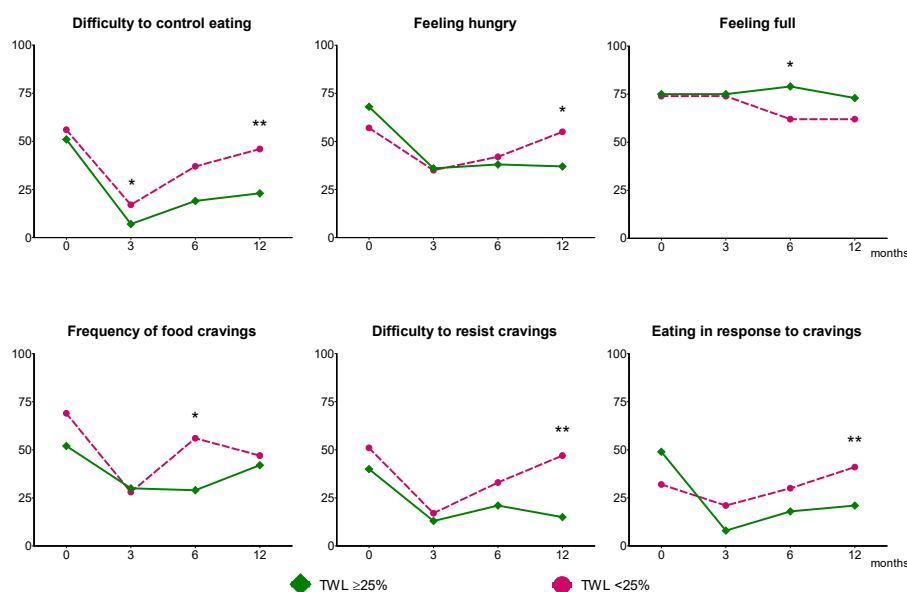 Difficulty to control eating
Feeling hungry
Feeling full
100
75
50
25
0
*
**
0 3 6 12
100
75
50
25
0
*
0 3 6 12
100
75
50
25
0
*
0 3 6 12
months
Frequency of food cravings
Difficulty to resist cravings
Eating in response to cravings
100
75
50
25
0
*
0 3 6 12
100
75
50
25
0
**
0 3 6 12
100
75
50
25
0
**
0 3 6 12
months
TWL ≥25%
TWL <25%